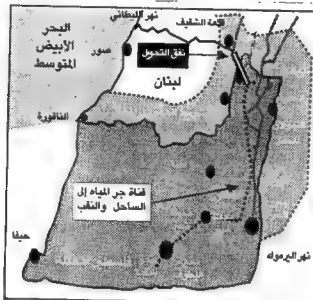 البحر
الأبيض
المتوسط
نهر الليطاني
قلعة الشقيف
صور
نفق التحويل
لبنان
الناقورة
قناة جر المياه إلى
الساحل والنقب
حيفا
نهر اليرموك